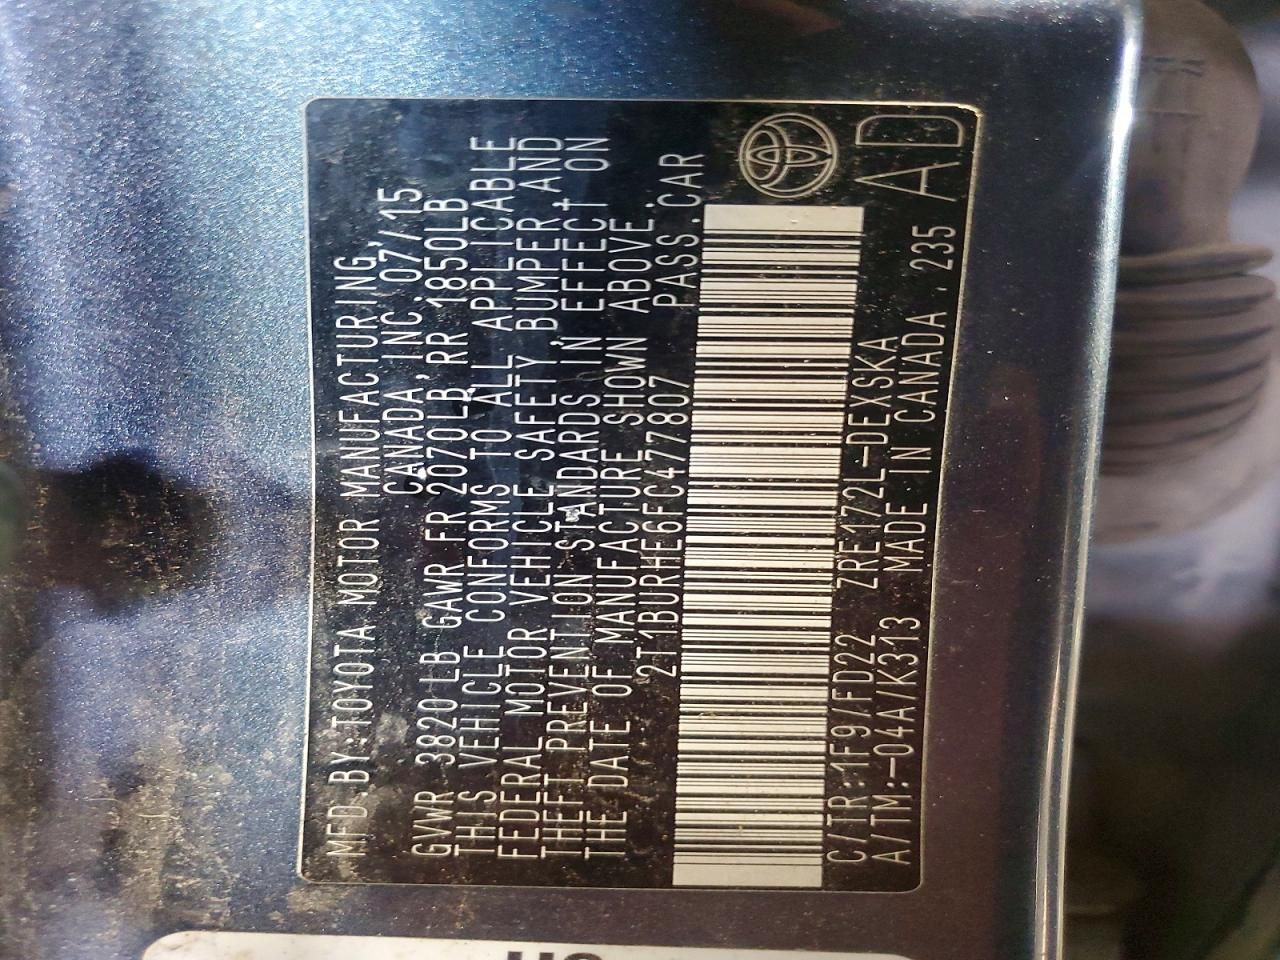 MFD.BY:TOYOTA MOTOR MANUFACTURING,
CANADA,INC.07/15
GVWR 3820LB GAWR FR 2070LB,RR 1850LB
THIS VEHICLE CONFORMS TO ALL APPLICABLE
FEDERAL MOTOR VEHICLE SAFETY,BUMPER,AND
THEFT PREVENTION STANDARDS IN EFFECT ON
THE DATE OF MANUFACTURE SHOWN ABOVE.
2T1BURHE6FC477807 PASS.CAR
C/TR:1F9/FD22 ZRE172L-DEXSKA
A/TM:-04A/K313 MADE IN CANADA .235
AD